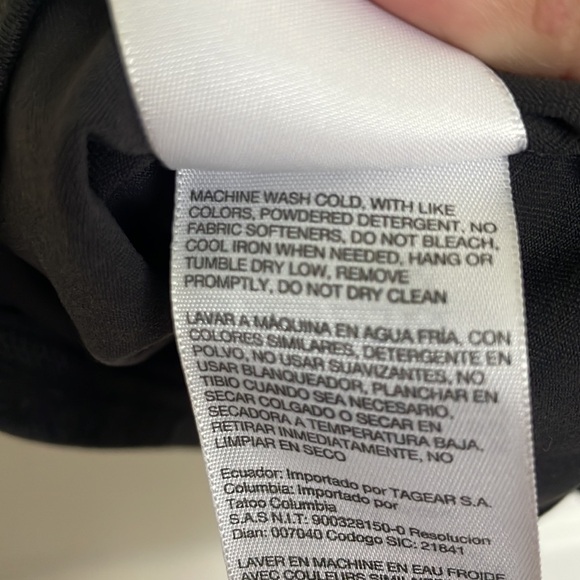 MACHINE WASH COLD, WITH LIKE
COLORS, POWDERED DETERGENT, NO
FABRIC SOFTENERS, DO NOT BLEACH,
COOL IRON WHEN NEEDED, HANG OR
TUMBLE DRY LOW, REMOVE
PROMPTLY, DO NOT DRY CLEAN
LAVAR A MÁQUINA EN AGUA FRÍA, CON
COLORES SIMILARES, DETERGENTE EN
POLVO, NO USAR SUAVIZANTES, NO
USAR BLANQUEADOR, PLANCHAR EN
TIBIO CUANDO SEA NECESARIO,
SECAR COLGADO O SECAR EN
SECADORA A TEMPERATURA BAJA.
RETIRAR INMEDIATAMENTE, NO
LIMPIAR EN SECO
Ecuador: Importado por TAGEAR S.A.
Columbia: Importado por
Tatoo Columbia
S.A.S N.I.T: 900328150-0 Resolucion
Dian: 007040 Codogo SIC: 21841
LAVER EN MACHINE EN EAU FROIDE
AVEC COULEURS